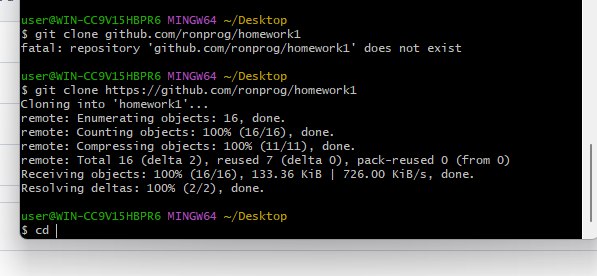 user@WIN-CC9V15HBPR6 MINGW64 ~/Desktop
$ git clone github.com/ronprog/homework1
fatal: repository 'github.com/ronprog/homework1' does not exist
user@WIN-CC9V15HBPR6 MINGW64 ~/Desktop
$ git clone https://github.com/ronprog/homework1
Cloning into 'homework1'...
remote: Enumerating objects: 16, done.
remote: Counting objects: 100% (16/16), done.
remote: Compressing objects: 100% (11/11), done.
remote: Total 16 (delta 2), reused 7 (delta 0), pack-reused 0 (from 0)
Receiving objects: 100% (16/16), 133.36 KiB | 726.00 KiB/s, done.
Resolving deltas: 100% (2/2), done.
user@WIN-CC9V15HBPR6 MINGW64 ~/Desktop
$ cd